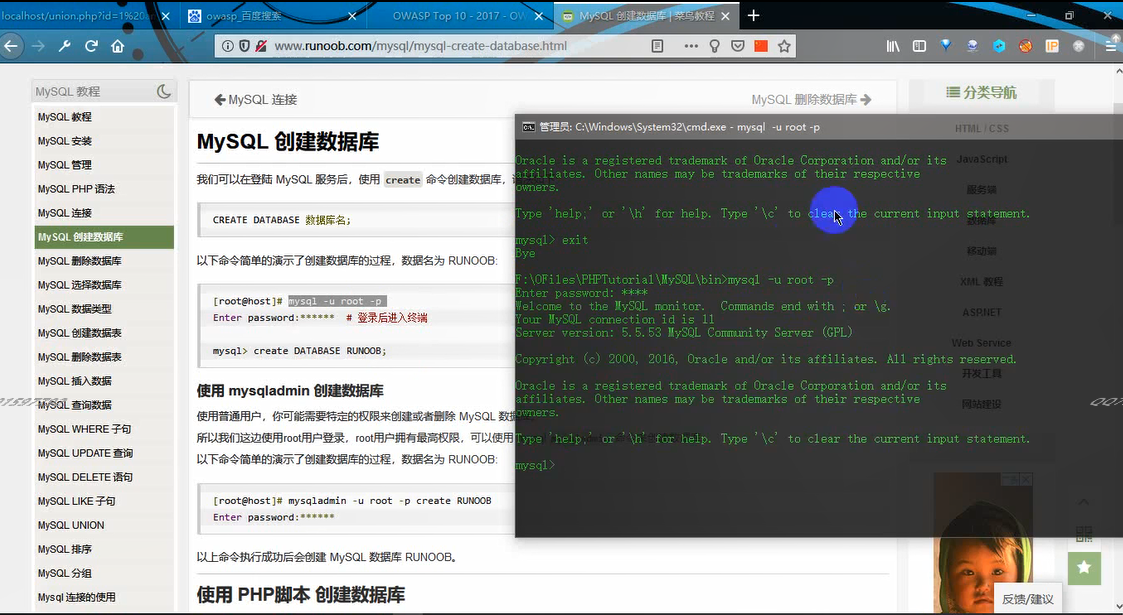 localhost/union.php?id=1%20
owasp_百度搜索
OWASP Top 10 - 2017 - OW
MySQL 创建数据库 | 菜鸟教程
www.runoob.com/mysql/mysql-create-database.html
IP
MySQL 教程
MySQL 教程
MySQL 安装
MySQL 管理
MySQL PHP 语法
MySQL 连接
MySQL 创建数据库
MySQL 删除数据库
MySQL 选择数据库
MySQL 数据类型
MySQL 创建数据表
MySQL 删除数据表
MySQL 插入数据
MySQL 查询数据
MySQL WHERE 子句
MySQL UPDATE 查询
MySQL DELETE 语句
MySQL LIKE 子句
MySQL UNION
MySQL 排序
MySQL 分组
Mysql 连接的使用
MySQL 连接
MySQL 删除数据库
MySQL 创建数据库
我们可以在登陆 MySQL 服务后，使用 create 命令创建数据库，
CREATE DATABASE 数据库名;
以下命令简单的演示了创建数据库的过程，数据名为 RUNOOB:
[root@host]# mysql -u root -p
Enter password:****** # 登录后进入终端
mysql> create DATABASE RUNOOB;
使用 mysqladmin 创建数据库
使用普通用户，你可能需要特定的权限来创建或者删除 MySQL 数据
所以我们这边使用root用户登录，root用户拥有最高权限，可以使用
以下命令简单的演示了创建数据库的过程，数据名为 RUNOOB:
[root@host]# mysqladmin -u root -p create RUNOOB
Enter password:******
以上命令执行成功后会创建 MySQL 数据库 RUNOOB。
使用 PHP脚本 创建数据库
管理员: C:\Windows\System32\cmd.exe - mysql -u root -p
Oracle is a registered trademark of Oracle Corporation and/or its
affiliates. Other names may be trademarks of their respective
owners.
Type 'help;' or '\h' for help. Type '\c' to clear the current input statement.
mysql> exit
Bye
F:\OFiles\PHPTutorial\MySQL\bin>mysql -u root -p
Enter password: ****
Welcome to the MySQL monitor. Commands end with ; or \g.
Your MySQL connection id is 11
Server version: 5.5.53 MySQL Community Server (GPL)
Copyright (c) 2000, 2016, Oracle and/or its affiliates. All rights reserved.
Oracle is a registered trademark of Oracle Corporation and/or its
affiliates. Other names may be trademarks of their respective
owners.
Type 'help;' or '\h' for help. Type '\c' to clear the current input statement.
mysql>
分类导航
HTML / CSS
JavaScript
服务端
数据库
移动端
XML 教程
ASP.NET
Web Service
开发工具
网站建设
反馈/建议